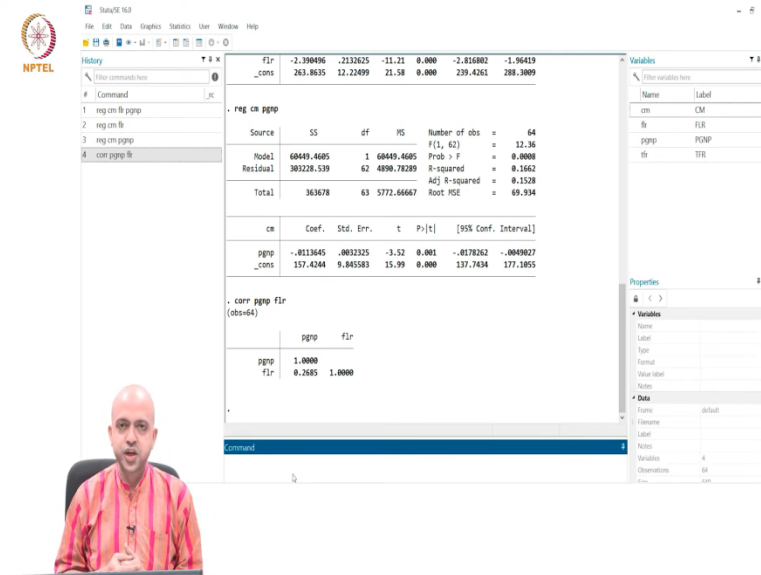 Stata/SE 16.0
File Edit Data Graphics Statistics User Window Help
NPTEL
History
Filter commands here
# Command _rc
1 reg cm flr pgnp
2 reg cm flr
3 reg cm pgnp
4 corr pgnp flr
flr -2.390496 .2132625 -11.21 0.000 -2.816802 -1.96419
_cons 263.8635 12.22499 21.58 0.000 239.4261 288.3009
. reg cm pgnp
Source SS df MS Number of obs = 64
F(1, 62) = 12.36
Model 60449.4605 1 60449.4605 Prob > F = 0.0008
Residual 303228.539 62 4890.78289 R-squared = 0.1662
Adj R-squared = 0.1528
Total 363678 63 5772.66667 Root MSE = 69.934
cm Coef. Std. Err. t P>|t| [95% Conf. Interval]
pgnp -.0113645 .0032325 -3.52 0.001 -.0178262 -.0049027
_cons 157.4244 9.845583 15.99 0.000 137.7434 177.1055
. corr pgnp flr
(obs=64)
pgnp flr
pgnp 1.0000
flr 0.2685 1.0000
.
Command
Variables
Filter variables here
Name Label
cm CM
flr FLR
pgnp PGNP
tfr TFR
Properties
Variables
Name
Label
Type
Format
Value label
Notes
Data
Frame default
Filename
Label
Notes
Variables 4
Observations 64